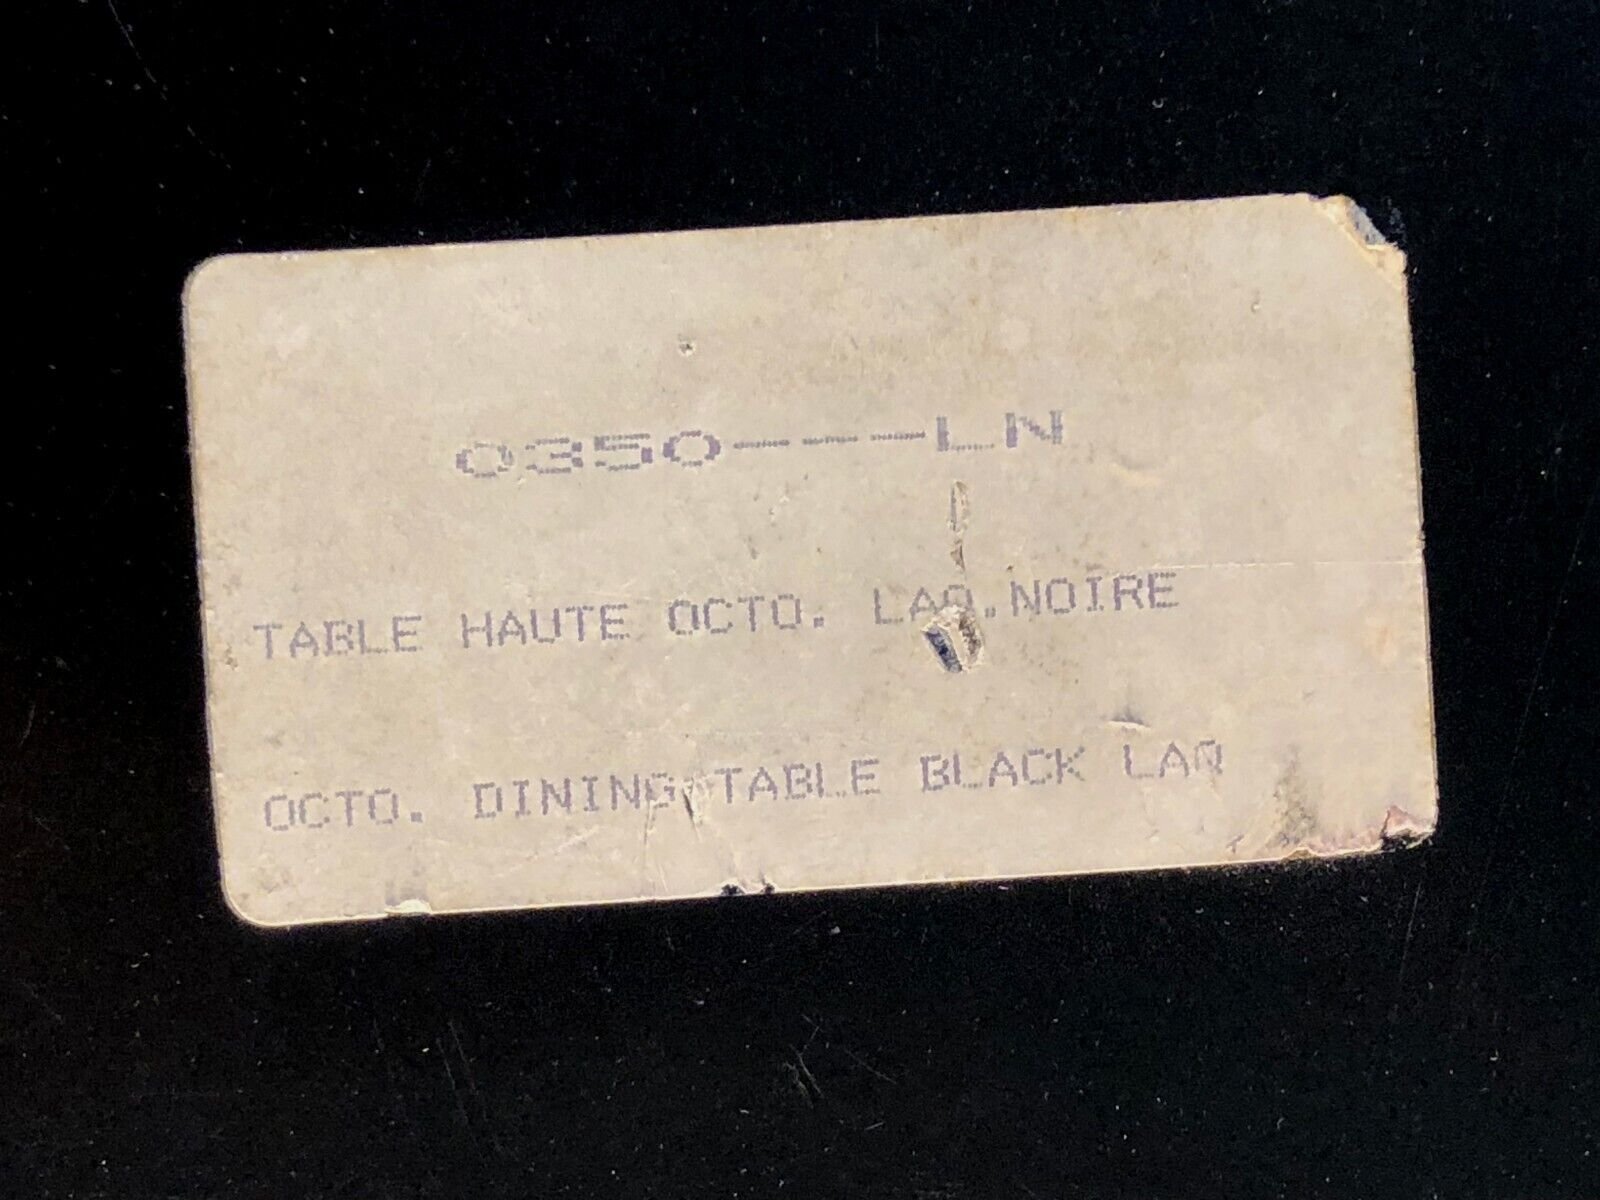 0350---LN
TABLE HAUTE OCTO. LAQ.NOIRE
OCTO. DINING TABLE BLACK LAQ